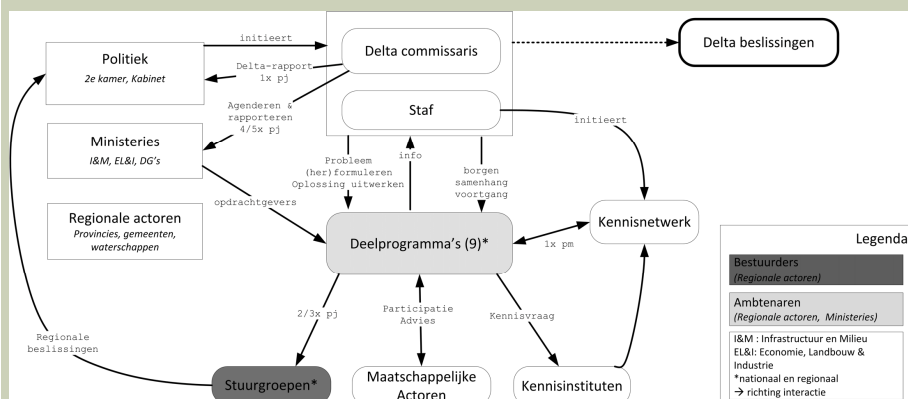 Politiek
2e kamer, Kabinet
initieert
Delta-rapport
1x pj
Delta commissaris
Delta beslissingen
Agenderen &
rapporteren
4/5x pj
Staf
initieert
Ministeries
I&M, EL&I, DG's
Probleem
(her)formuleren
Oplossing uitwerken
info
borgen
samenhang
voortgang
opdrachtgevers
Regionale actoren
Provincies, gemeenten,
waterschappen
Deelprogramma's (9)*
1x pm
Kennisnetwerk
Legenda
Bestuurders
(Regionale actoren)
Ambtenaren
(Regionale actoren, Ministeries)
I&M : Infrastructuur en Milieu
EL&I: Economie, Landbouw &
Industrie
*nationaal en regionaal
→ richting interactie
2/3x pj
Participatie
Advies
Kennisvraag
Regionale
beslissingen
Stuurgroepen*
Maatschappelijke
Actoren
Kennisinstituten